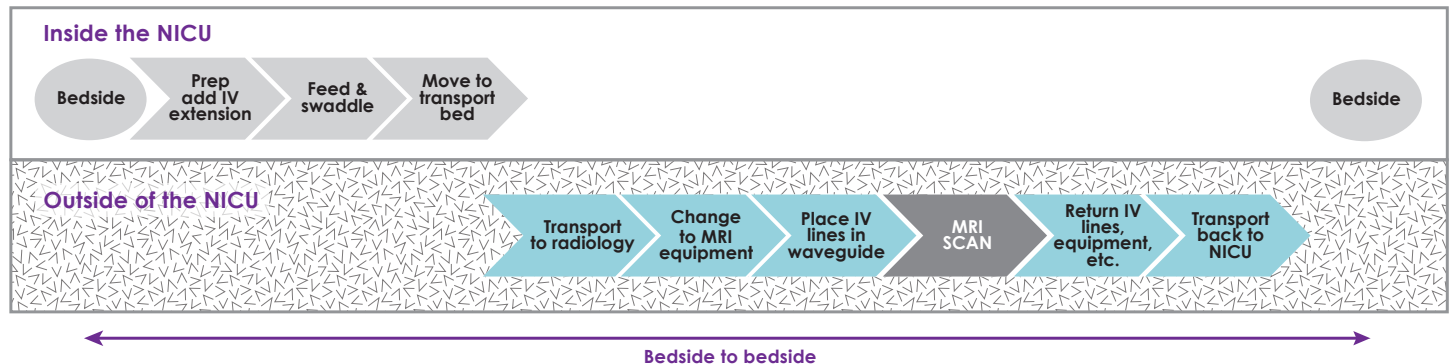 Inside the NICU
Bedside
Prep
add IV
extension
Feed &
swaddle
Move to
transport
bed
Bedside
Outside of the NICU
Transport
to radiology
Change
to MRI
equipment
Place IV
lines in
waveguide
MRI
SCAN
Return IV
lines,
equipment,
etc.
Transport
back to
NICU
Bedside to bedside